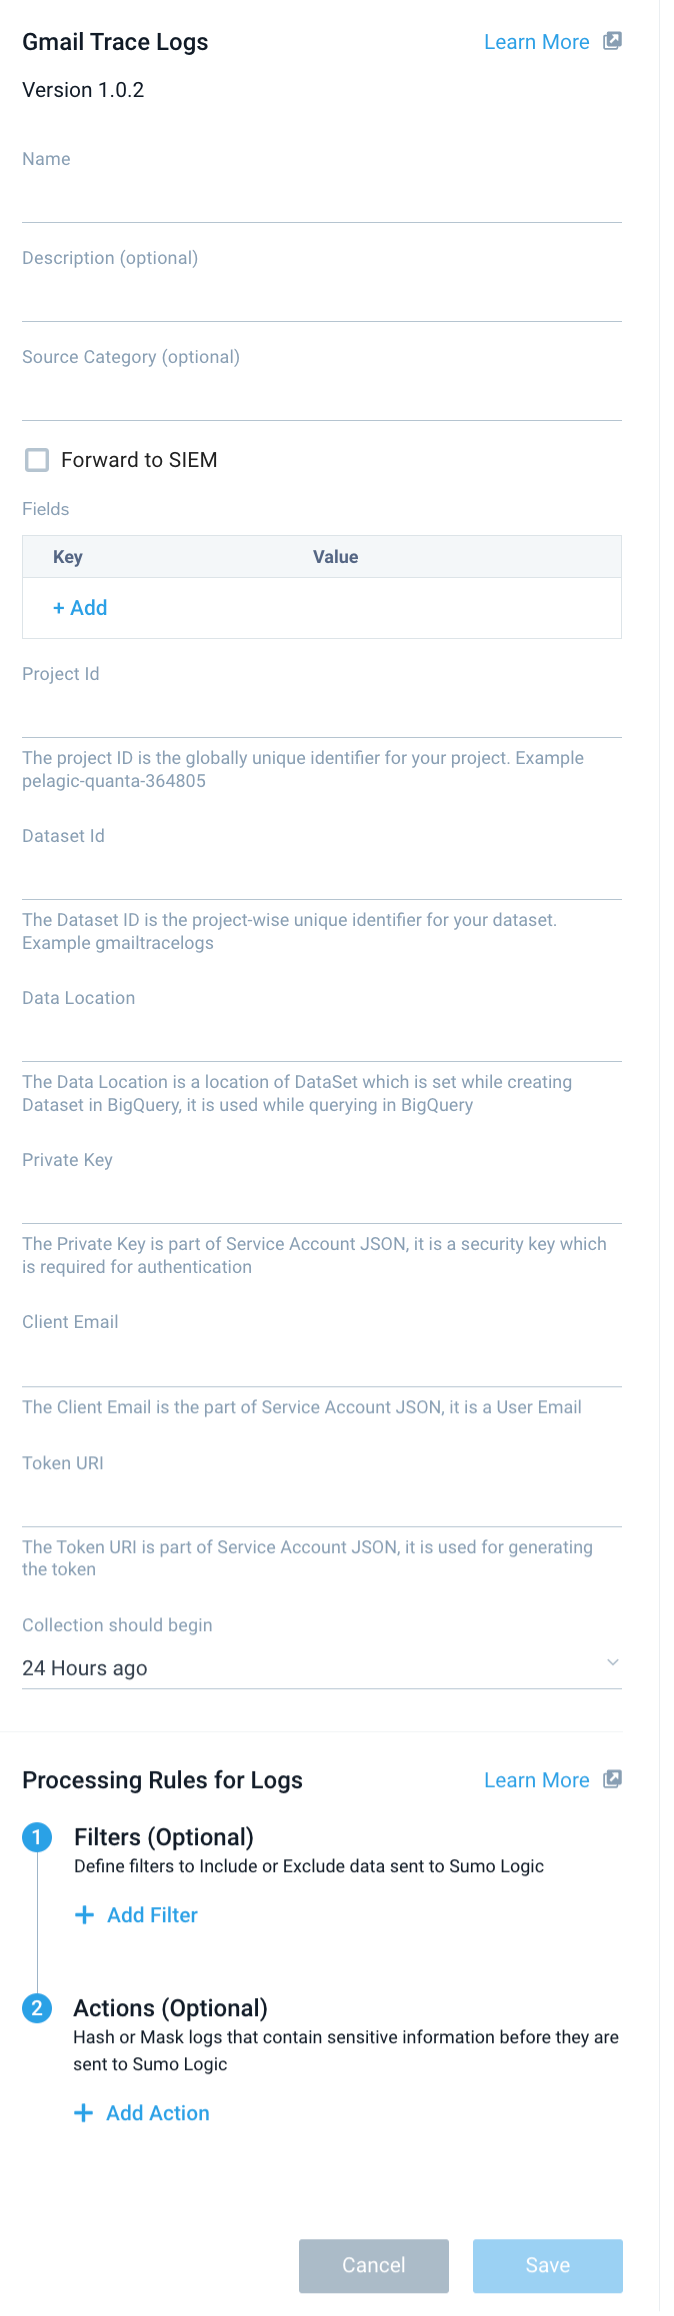 Gmail Trace Logs
Learn More
Version 1.0.2
Name
Description (optional)
Source Category (optional)
Forward to SIEM
Fields
Key
Value
+ Add
Project Id
The project ID is the globally unique identifier for your project. Example
pelagic-quanta-364805
Dataset Id
The Dataset ID is the project-wise unique identifier for your dataset.
Example gmailtracelogs
Data Location
The Data Location is a location of DataSet which is set while creating
Dataset in BigQuery, it is used while querying in BigQuery
Private Key
The Private Key is part of Service Account JSON, it is a security key which
is required for authentication
Client Email
The Client Email is the part of Service Account JSON, it is a User Email
Token URI
The Token URI is part of Service Account JSON, it is used for generating
the token
Collection should begin
24 Hours ago
Processing Rules for Logs
Learn More
1
Filters (Optional)
Define filters to Include or Exclude data sent to Sumo Logic
+ Add Filter
2
Actions (Optional)
Hash or Mask logs that contain sensitive information before they are
sent to Sumo Logic
+ Add Action
Cancel
Save